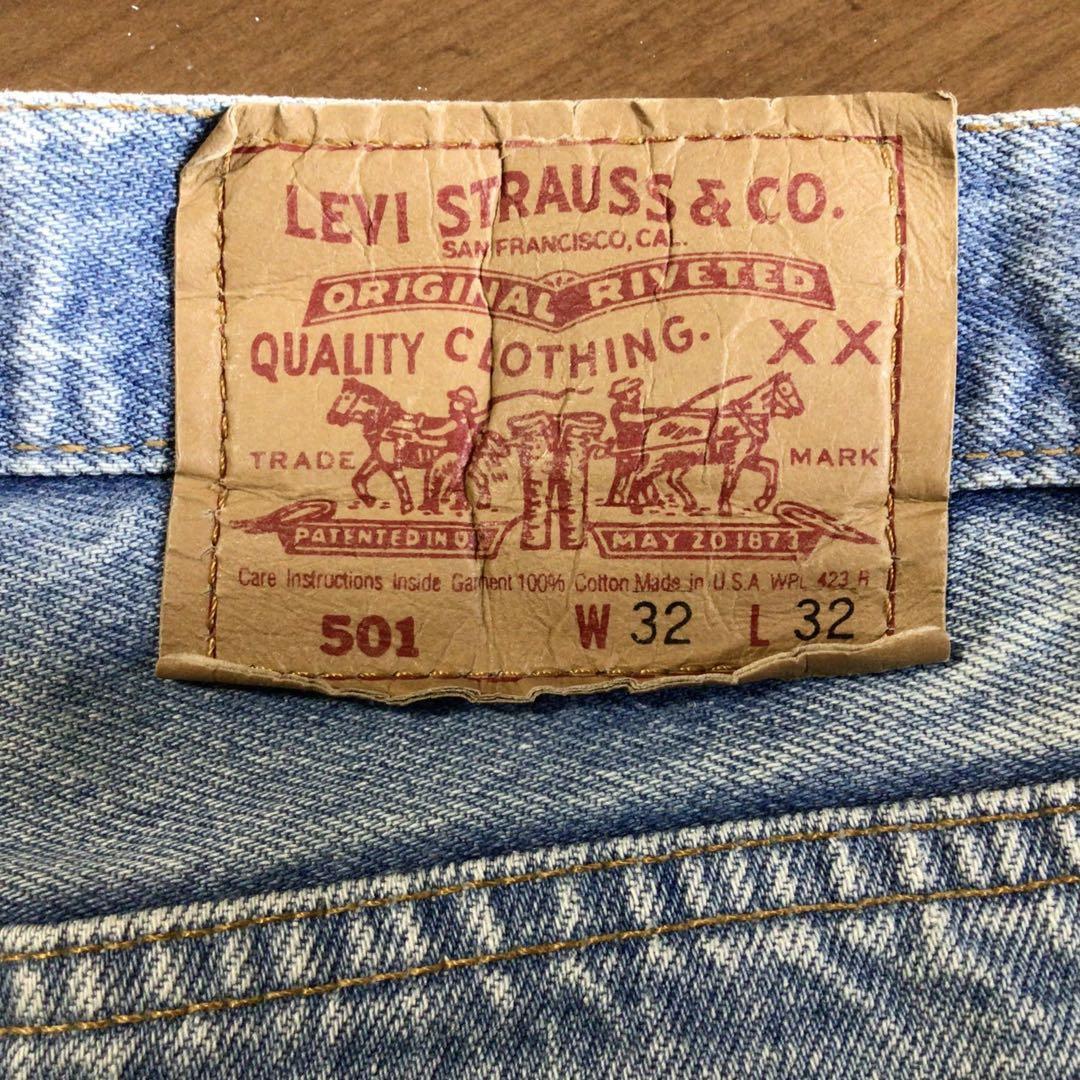 LEVI STRAUSS & CO.
SAN FRANCISCO, CAL.
ORIGINAL RIVETED
QUALITY CLOTHING. XX
TRADE MARK
PATENTED IN U MAY 20 1873
Care Instructions Inside Garment 100% Cotton Made in U.S.A WPL 423 R
501 W 32 L 32